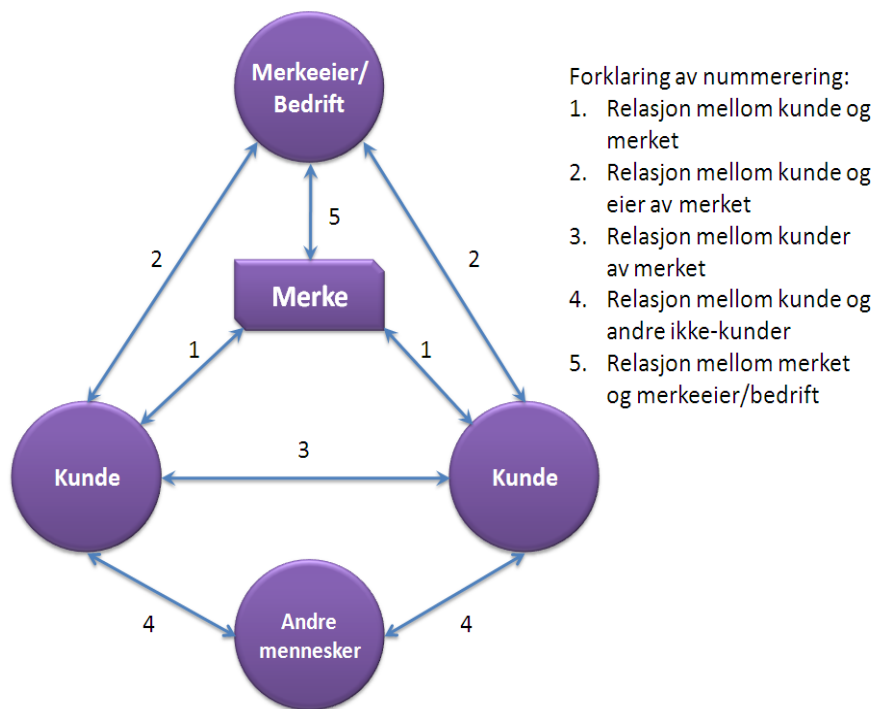 Merkeeier/
Bedrift
Forklaring av nummerering:
1. Relasjon mellom kunde og
merket
2. Relasjon mellom kunde og
eier av merket
3. Relasjon mellom kunder
av merket
4. Relasjon mellom kunde og
andre ikke-kunder
5. Relasjon mellom merket
og merkeeier/bedrift
5
2
2
Merke
1
1
3
Kunde
Kunde
4
4
Andre
mennesker